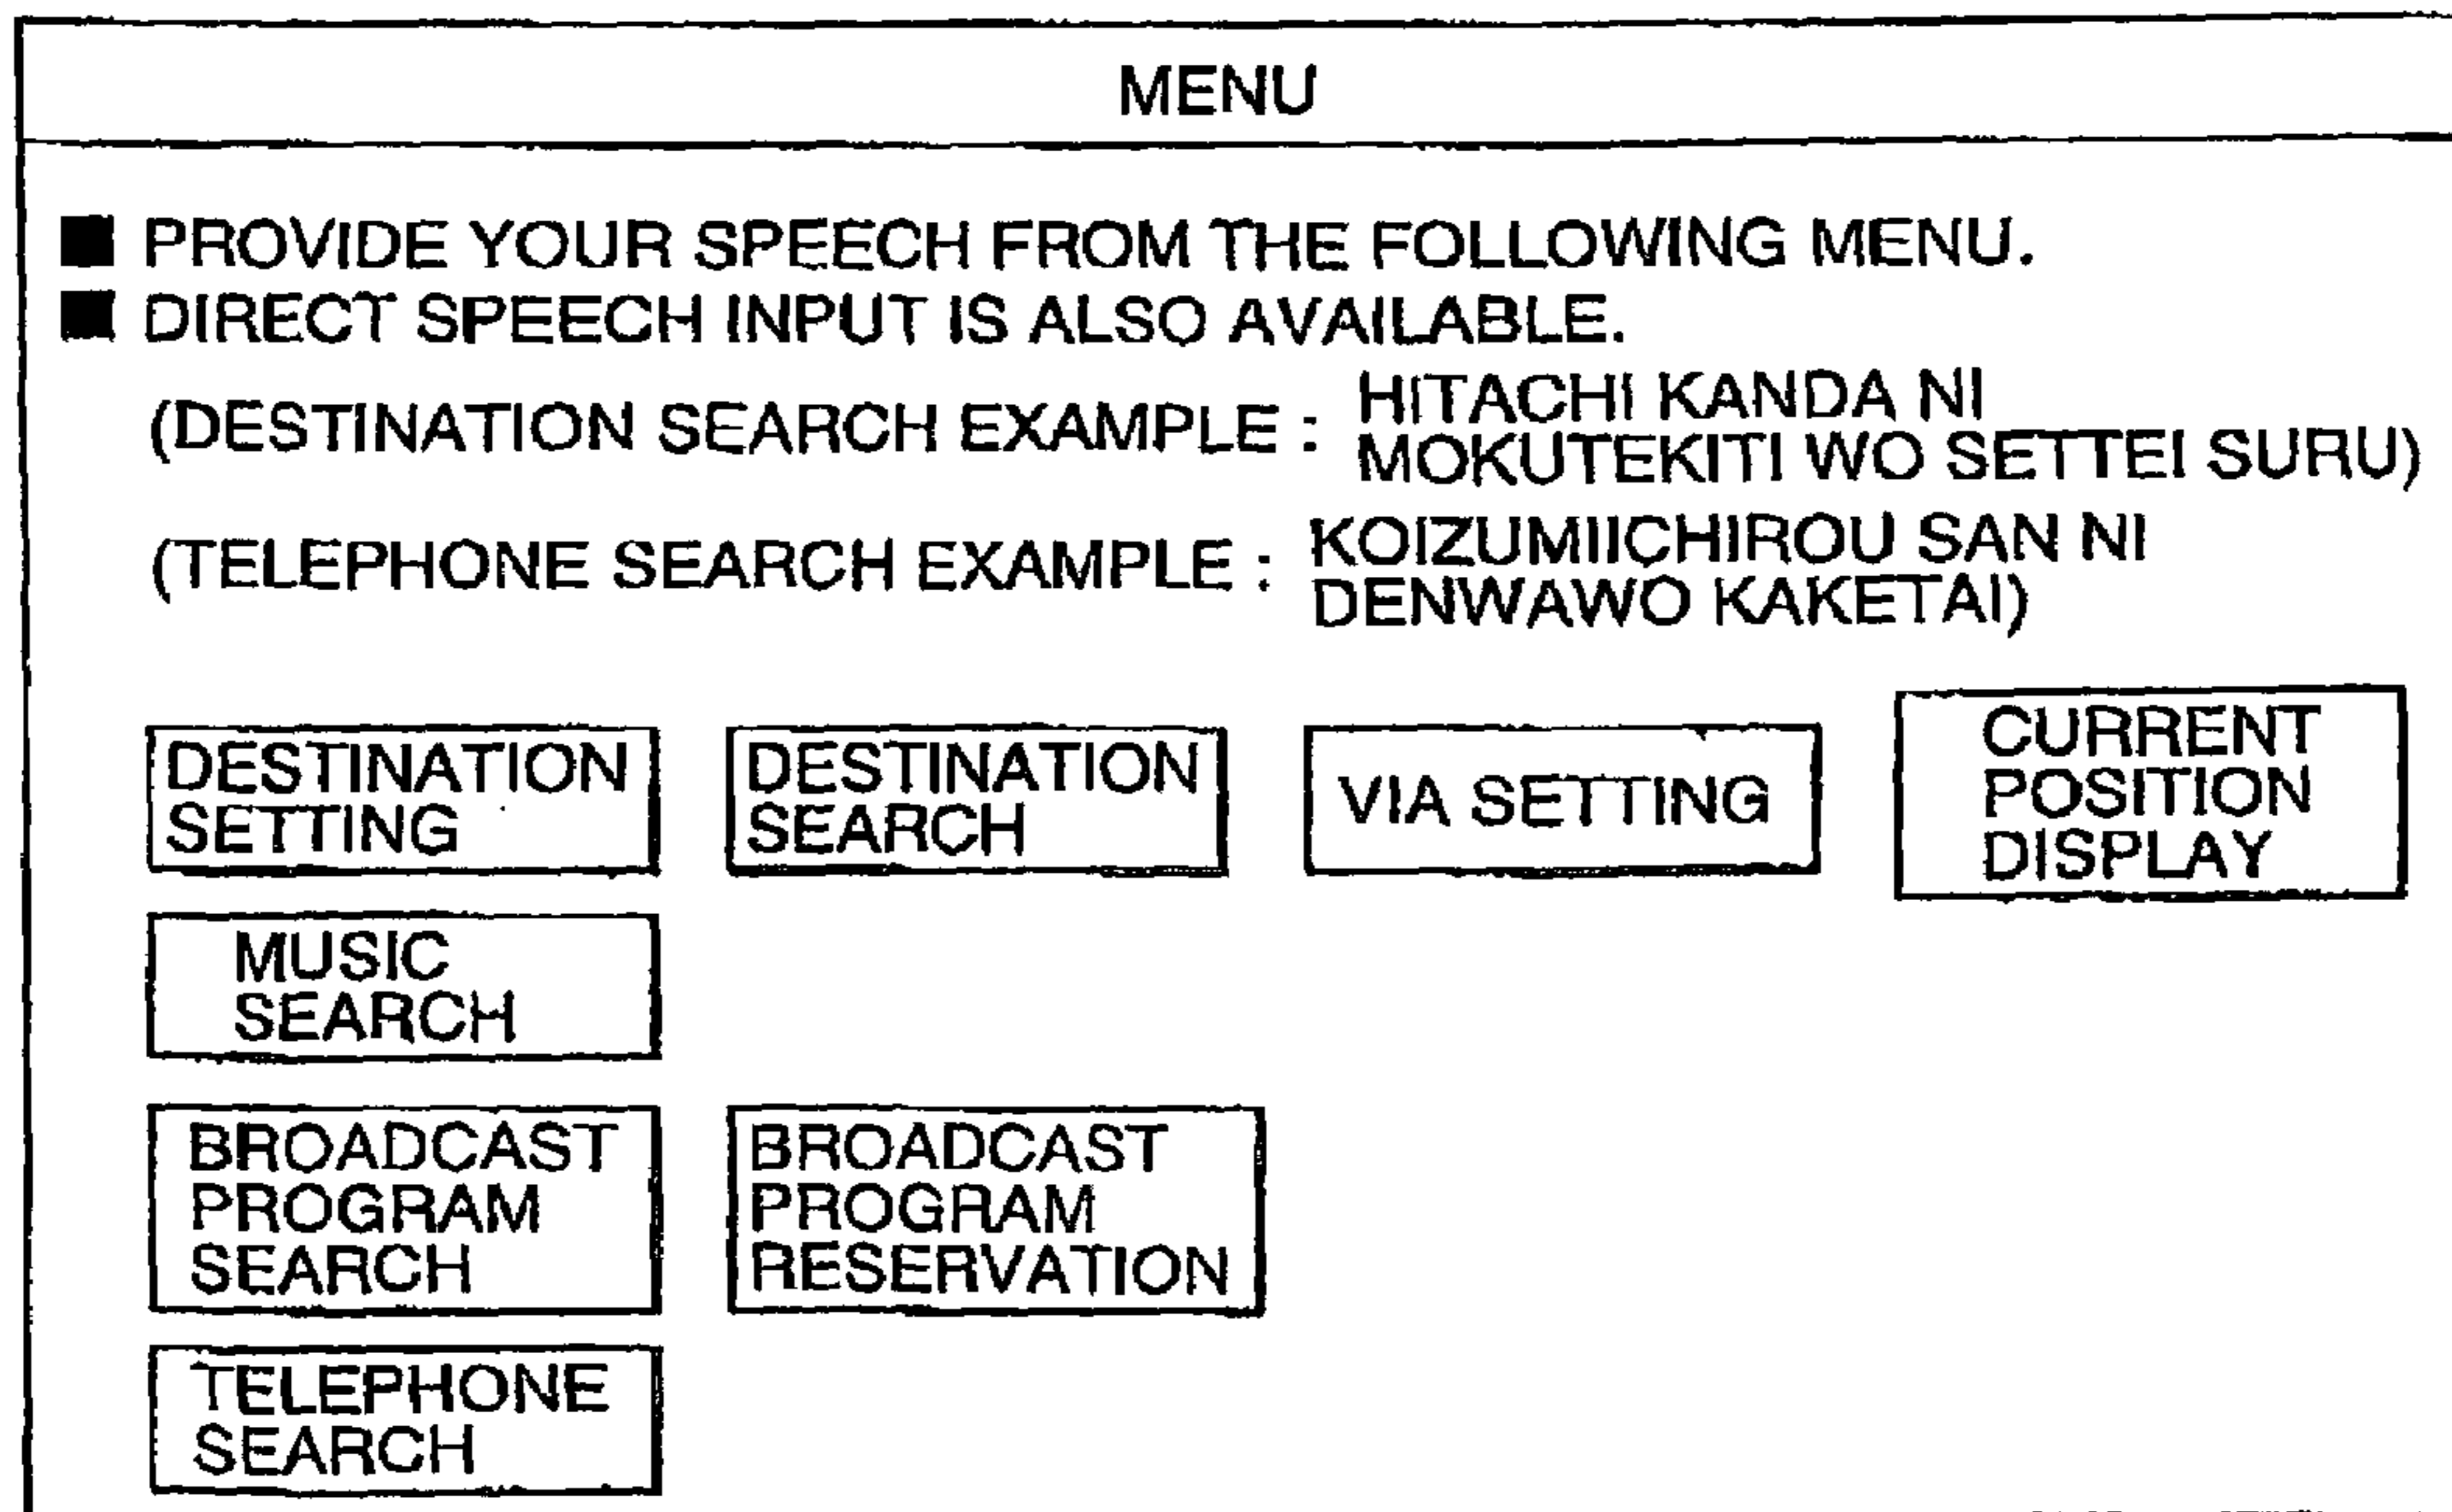 MENU
■ PROVIDE YOUR SPEECH FROM THE FOLLOWING MENU.
■ DIRECT SPEECH INPUT IS ALSO AVAILABLE.
(DESTINATION SEARCH EXAMPLE : HITACHI KANDA NI
MOKUTEKITI WO SETTEI SURU)
(TELEPHONE SEARCH EXAMPLE : KOIZUMIICHIROU SAN NI
DENWAWO KAKETAI)
DESTINATION
SETTING
DESTINATION
SEARCH
VIA SETTING
CURRENT
POSITION
DISPLAY
MUSIC
SEARCH
BROADCAST
PROGRAM
SEARCH
BROADCAST
PROGRAM
RESERVATION
TELEPHONE
SEARCH